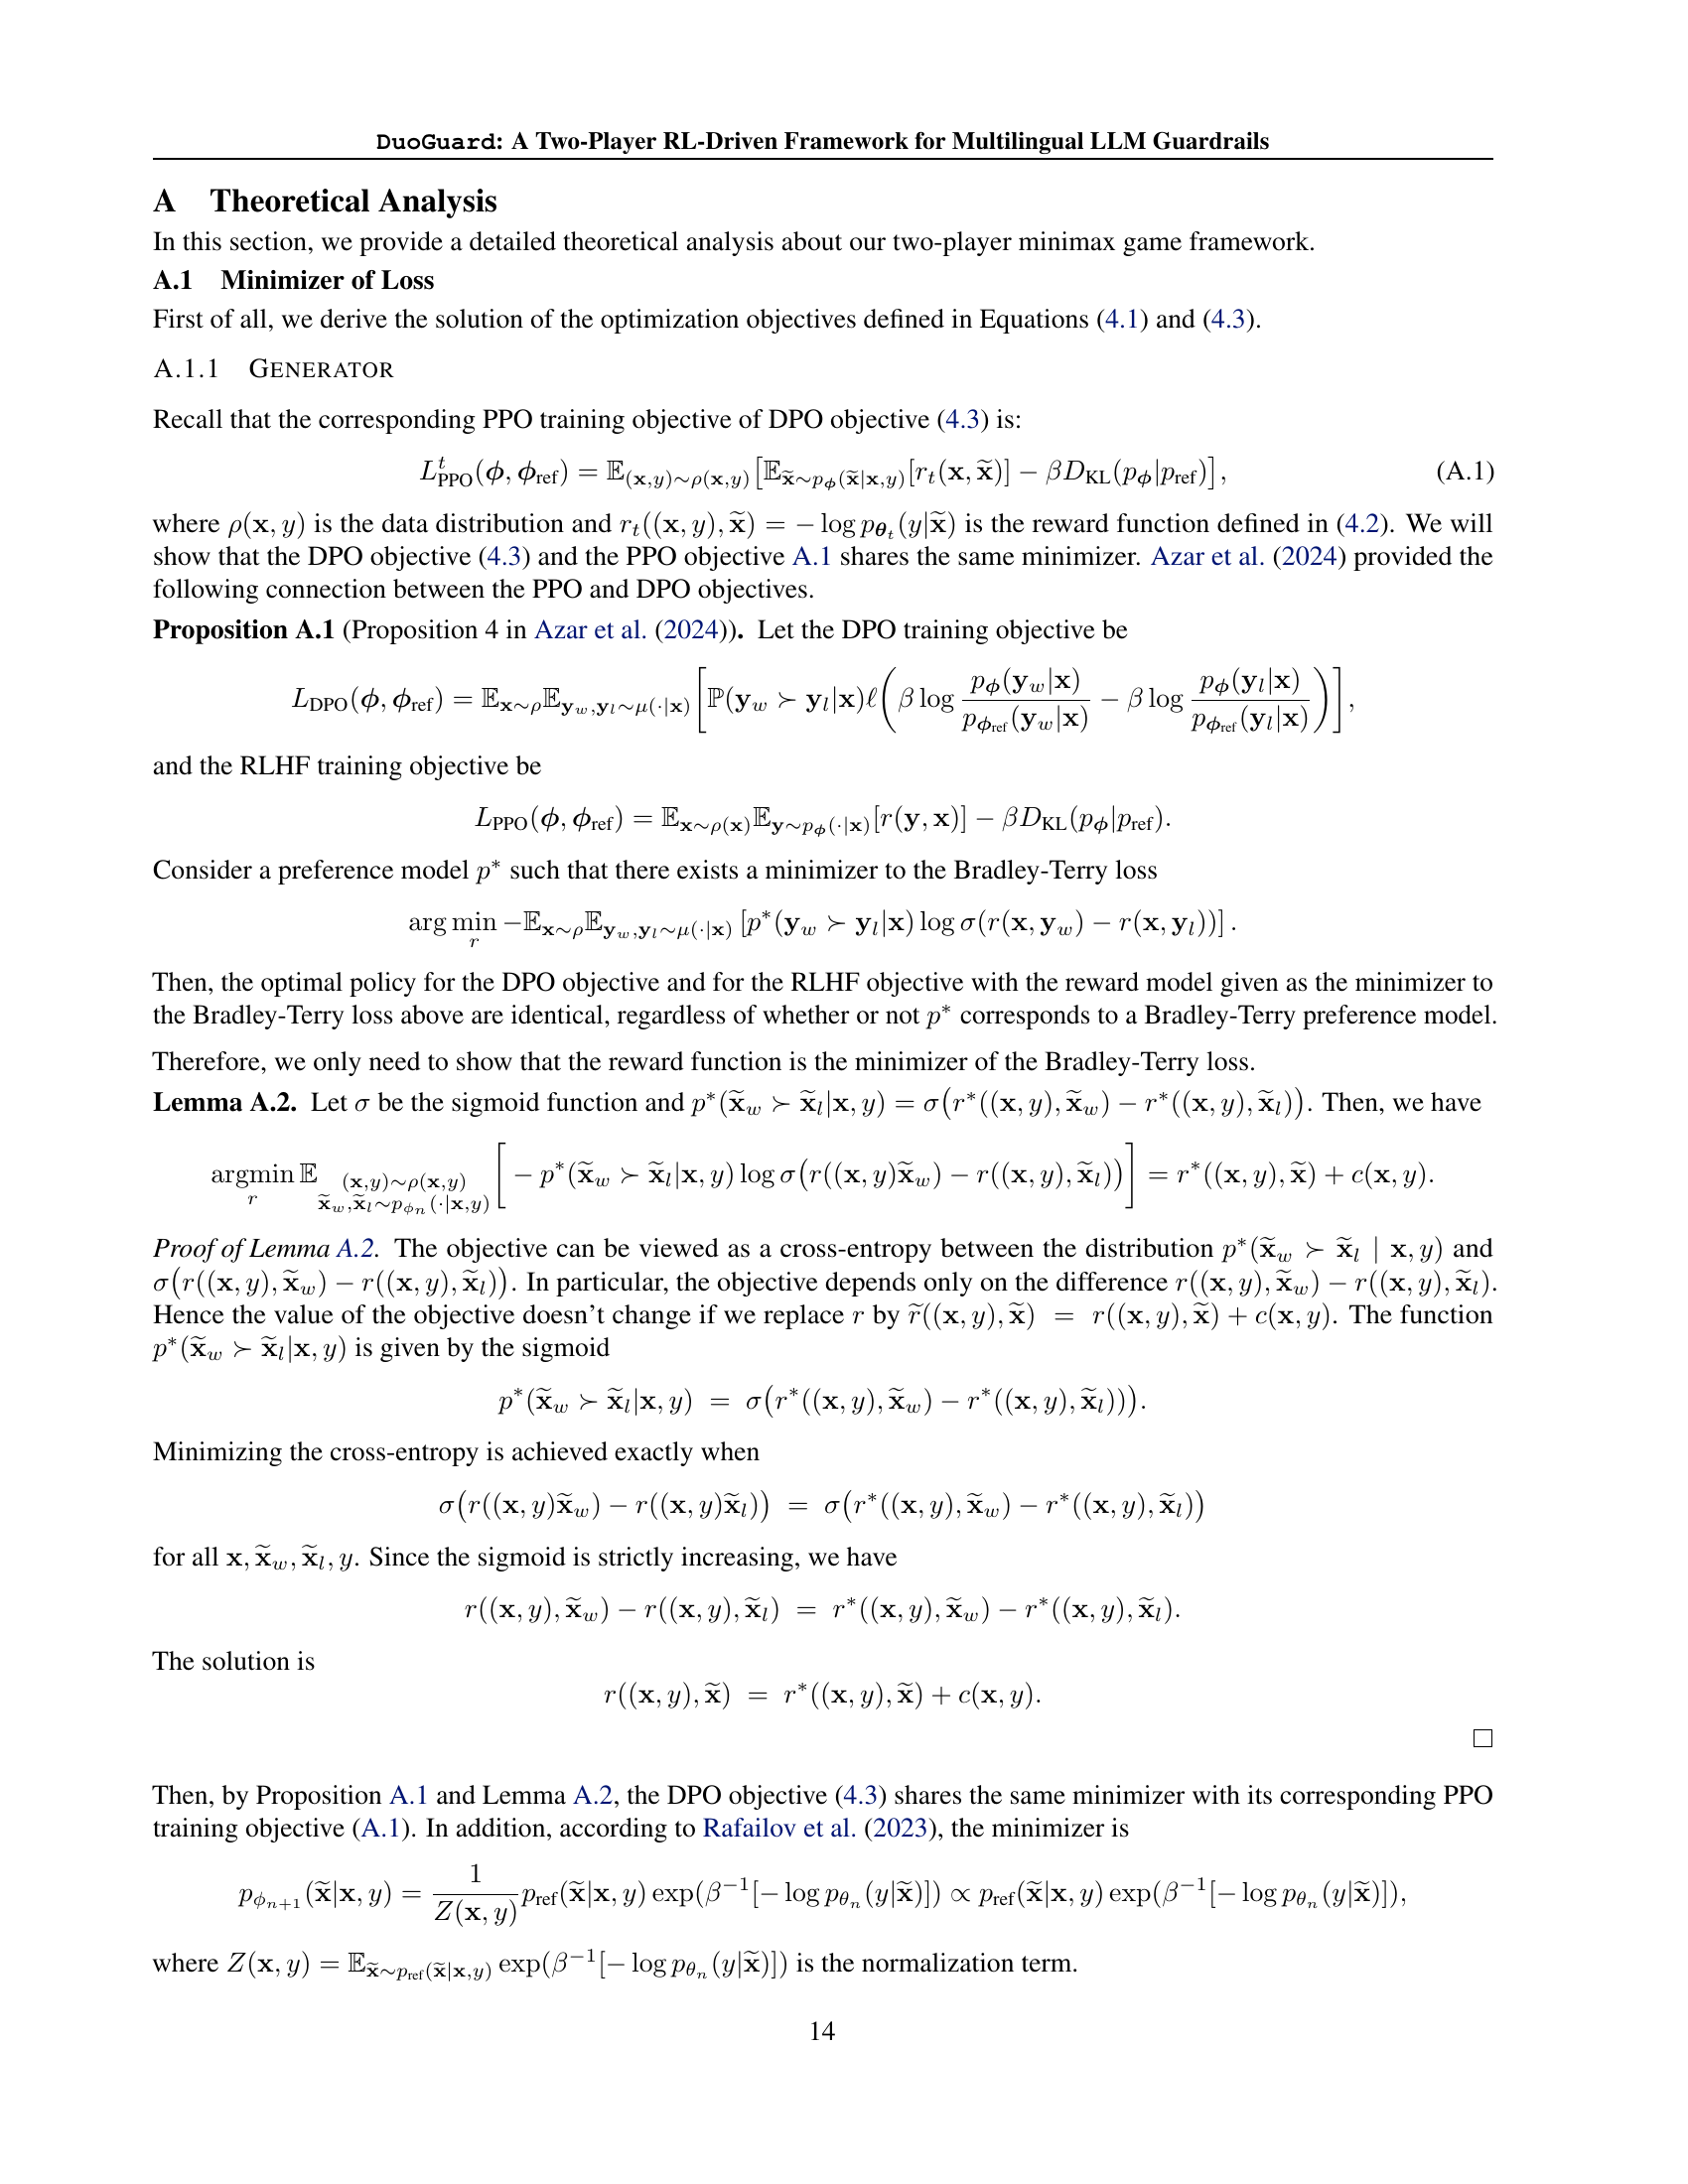 DuoGuard: A Two-Player RL-Driven Framework for Multilingual LLM Guardrails
A Theoretical Analysis
In this section, we provide a detailed theoretical analysis about our two-player minimax game framework.
A.1 Minimizer of Loss
First of all, we derive the solution of the optimization objectives defined in Equations (4.1) and (4.3).
A.1.1 GENERATOR
Recall that the corresponding PPO training objective of DPO objective (4.3) is:
$L^t_{\text{PPO}}(\boldsymbol{\phi}, \boldsymbol{\phi}_{\text{ref}}) = \mathbb{E}_{(\mathbf{x},y)\sim\rho(\mathbf{x},y)}\big[\mathbb{E}_{\widetilde{\mathbf{x}}\sim p_{\boldsymbol{\phi}}(\widetilde{\mathbf{x}}|\mathbf{x},y)}[r_t(\mathbf{x}, \widetilde{\mathbf{x}})] - \beta D_{\text{KL}}(p_{\boldsymbol{\phi}}|p_{\text{ref}})\big],$ (A.1)
where $\rho(\mathbf{x}, y)$ is the data distribution and $r_t((\mathbf{x}, y), \widetilde{\mathbf{x}}) = -\log p_{\boldsymbol{\theta}_t}(y|\widetilde{\mathbf{x}})$ is the reward function defined in (4.2). We will
show that the DPO objective (4.3) and the PPO objective A.1 shares the same minimizer. Azar et al. (2024) provided the
following connection between the PPO and DPO objectives.
Proposition A.1 (Proposition 4 in Azar et al. (2024)). Let the DPO training objective be
$L_{\text{DPO}}(\boldsymbol{\phi}, \boldsymbol{\phi}_{\text{ref}}) = \mathbb{E}_{\mathbf{x}\sim\rho}\mathbb{E}_{\mathbf{y}_w,\mathbf{y}_l\sim\mu(\cdot|\mathbf{x})}\bigg[\mathbb{P}(\mathbf{y}_w \succ \mathbf{y}_l|\mathbf{x})\ell\bigg(\beta \log \frac{p_{\boldsymbol{\phi}}(\mathbf{y}_w|\mathbf{x})}{p_{\boldsymbol{\phi}_{\text{ref}}}(\mathbf{y}_w|\mathbf{x})} - \beta \log \frac{p_{\boldsymbol{\phi}}(\mathbf{y}_l|\mathbf{x})}{p_{\boldsymbol{\phi}_{\text{ref}}}(\mathbf{y}_l|\mathbf{x})}\bigg)\bigg],$
and the RLHF training objective be
$L_{\text{PPO}}(\boldsymbol{\phi}, \boldsymbol{\phi}_{\text{ref}}) = \mathbb{E}_{\mathbf{x}\sim\rho(\mathbf{x})}\mathbb{E}_{\mathbf{y}\sim p_{\boldsymbol{\phi}}(\cdot|\mathbf{x})}[r(\mathbf{y}, \mathbf{x})] - \beta D_{\text{KL}}(p_{\boldsymbol{\phi}}|p_{\text{ref}}).$
Consider a preference model $p^*$ such that there exists a minimizer to the Bradley-Terry loss
$\arg\min_r -\mathbb{E}_{\mathbf{x}\sim\rho}\mathbb{E}_{\mathbf{y}_w,\mathbf{y}_l\sim\mu(\cdot|\mathbf{x})} [p^*(\mathbf{y}_w \succ \mathbf{y}_l|\mathbf{x}) \log \sigma(r(\mathbf{x}, \mathbf{y}_w) - r(\mathbf{x}, \mathbf{y}_l))].$
Then, the optimal policy for the DPO objective and for the RLHF objective with the reward model given as the minimizer to
the Bradley-Terry loss above are identical, regardless of whether or not $p^*$ corresponds to a Bradley-Terry preference model.
Therefore, we only need to show that the reward function is the minimizer of the Bradley-Terry loss.
Lemma A.2. Let $\sigma$ be the sigmoid function and $p^*(\widetilde{\mathbf{x}}_w \succ \widetilde{\mathbf{x}}_l|\mathbf{x}, y) = \sigma\big(r^*((\mathbf{x}, y), \widetilde{\mathbf{x}}_w) - r^*((\mathbf{x}, y), \widetilde{\mathbf{x}}_l)\big)$. Then, we have
$\operatorname{argmin}_r \mathbb{E}_{\substack{(\mathbf{x},y)\sim\rho(\mathbf{x},y) \\ \widetilde{\mathbf{x}}_w,\widetilde{\mathbf{x}}_l\sim p_{\phi_n}(\cdot|\mathbf{x},y)}}\bigg[ - p^*(\widetilde{\mathbf{x}}_w \succ \widetilde{\mathbf{x}}_l|\mathbf{x}, y) \log \sigma\big(r((\mathbf{x}, y)\widetilde{\mathbf{x}}_w) - r((\mathbf{x}, y), \widetilde{\mathbf{x}}_l)\big)\bigg] = r^*((\mathbf{x}, y), \widetilde{\mathbf{x}}) + c(\mathbf{x}, y).$
Proof of Lemma A.2. The objective can be viewed as a cross-entropy between the distribution $p^*(\widetilde{\mathbf{x}}_w \succ \widetilde{\mathbf{x}}_l \mid \mathbf{x}, y)$ and
$\sigma\big(r((\mathbf{x}, y), \widetilde{\mathbf{x}}_w) - r((\mathbf{x}, y), \widetilde{\mathbf{x}}_l)\big)$. In particular, the objective depends only on the difference $r((\mathbf{x}, y), \widetilde{\mathbf{x}}_w) - r((\mathbf{x}, y), \widetilde{\mathbf{x}}_l)$.
Hence the value of the objective doesn't change if we replace $r$ by $\widetilde{r}((\mathbf{x}, y), \widetilde{\mathbf{x}}) = r((\mathbf{x}, y), \widetilde{\mathbf{x}}) + c(\mathbf{x}, y)$. The function
$p^*(\widetilde{\mathbf{x}}_w \succ \widetilde{\mathbf{x}}_l|\mathbf{x}, y)$ is given by the sigmoid
$p^*(\widetilde{\mathbf{x}}_w \succ \widetilde{\mathbf{x}}_l|\mathbf{x}, y) = \sigma\big(r^*((\mathbf{x}, y), \widetilde{\mathbf{x}}_w) - r^*((\mathbf{x}, y), \widetilde{\mathbf{x}}_l))\big).$
Minimizing the cross-entropy is achieved exactly when
$\sigma\big(r((\mathbf{x}, y)\widetilde{\mathbf{x}}_w) - r((\mathbf{x}, y)\widetilde{\mathbf{x}}_l)\big) = \sigma\big(r^*((\mathbf{x}, y), \widetilde{\mathbf{x}}_w) - r^*((\mathbf{x}, y), \widetilde{\mathbf{x}}_l)\big)$
for all $\mathbf{x}, \widetilde{\mathbf{x}}_w, \widetilde{\mathbf{x}}_l, y$. Since the sigmoid is strictly increasing, we have
$r((\mathbf{x}, y), \widetilde{\mathbf{x}}_w) - r((\mathbf{x}, y), \widetilde{\mathbf{x}}_l) = r^*((\mathbf{x}, y), \widetilde{\mathbf{x}}_w) - r^*((\mathbf{x}, y), \widetilde{\mathbf{x}}_l).$
The solution is
$r((\mathbf{x}, y), \widetilde{\mathbf{x}}) = r^*((\mathbf{x}, y), \widetilde{\mathbf{x}}) + c(\mathbf{x}, y).$
□
Then, by Proposition A.1 and Lemma A.2, the DPO objective (4.3) shares the same minimizer with its corresponding PPO
training objective (A.1). In addition, according to Rafailov et al. (2023), the minimizer is
$p_{\phi_{n+1}}(\widetilde{\mathbf{x}}|\mathbf{x}, y) = \frac{1}{Z(\mathbf{x}, y)} p_{\text{ref}}(\widetilde{\mathbf{x}}|\mathbf{x}, y) \exp(\beta^{-1}[-\log p_{\theta_n}(y|\widetilde{\mathbf{x}})]) \propto p_{\text{ref}}(\widetilde{\mathbf{x}}|\mathbf{x}, y) \exp(\beta^{-1}[-\log p_{\theta_n}(y|\widetilde{\mathbf{x}})]),$
where $Z(\mathbf{x}, y) = \mathbb{E}_{\widetilde{\mathbf{x}}\sim p_{\text{ref}}(\widetilde{\mathbf{x}}|\mathbf{x},y)} \exp(\beta^{-1}[-\log p_{\theta_n}(y|\widetilde{\mathbf{x}})])$ is the normalization term.
14